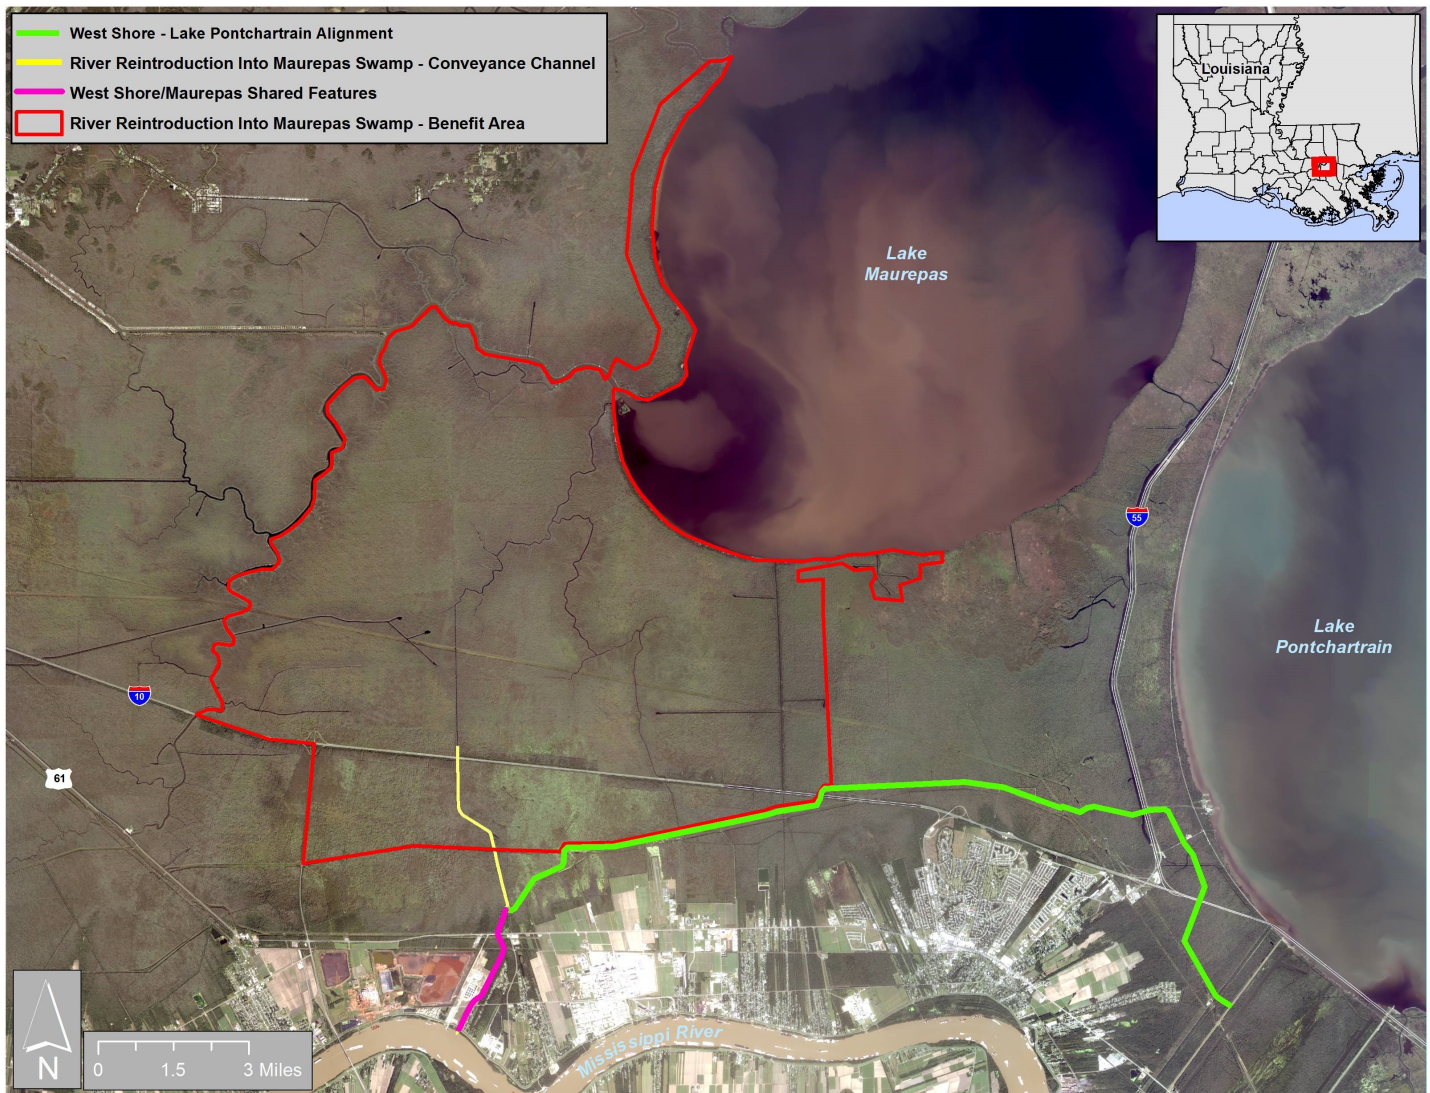 West Shore - Lake Pontchartrain Alignment
River Reintroduction Into Maurepas Swamp - Conveyance Channel
West Shore/Maurepas Shared Features
River Reintroduction Into Maurepas Swamp - Benefit Area
Louisiana
Lake
Maurepas
55
Lake
Pontchartrain
10
61
Mississippi River
N
0 1.5 3 Miles